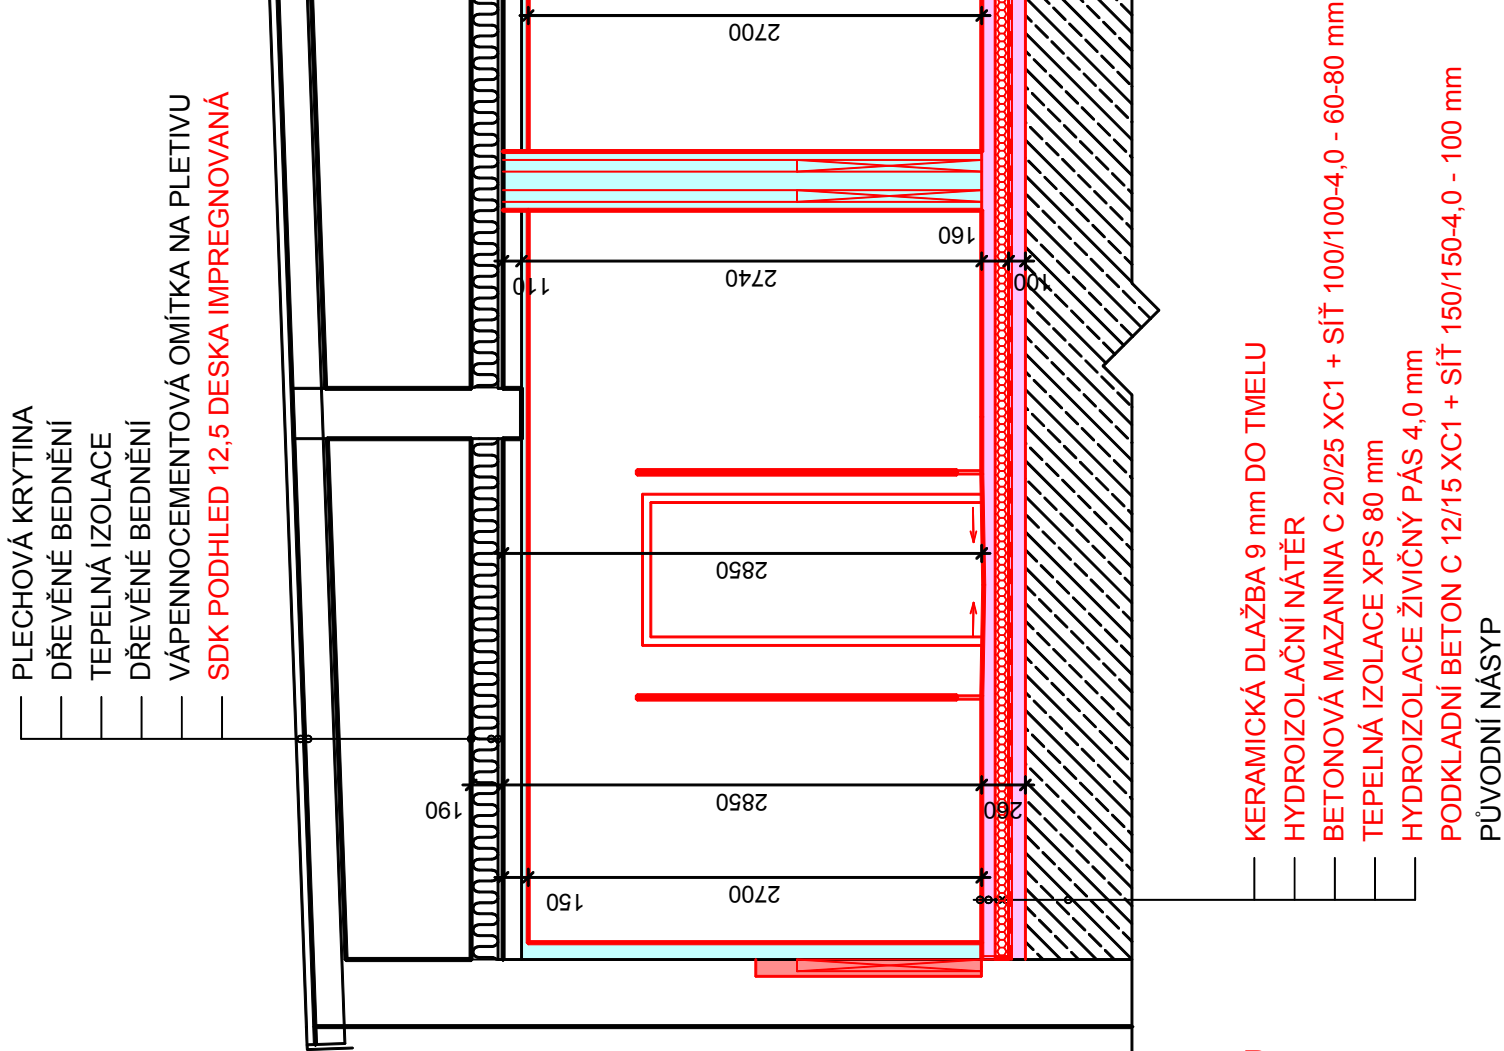 PLECHOVÁ KRYTINA
DŘEVĚNÉ BEDNĚNÍ
TEPELNÁ IZOLACE
DŘEVĚNÉ BEDNĚNÍ
VÁPENNOCEMENTOVÁ OMÍTKA NA PLETIVU
SDK PODHLED 12,5 DESKA IMPREGNOVANÁ
190
150
2700
2850
260
2850
110
2740
160
100
2700
KERAMICKÁ DLAŽBA 9 mm DO TMELU
HYDROIZOLAČNÍ NÁTĚR
BETONOVÁ MAZANINA C 20/25 XC1 + SÍŤ 100/100-4,0 - 60-80 mm
TEPELNÁ IZOLACE XPS 80 mm
HYDROIZOLACE ŽIVIČNÝ PÁS 4,0 mm
PODKLADNÍ BETON C 12/15 XC1 + SÍŤ 150/150-4,0 - 100 mm
PŮVODNÍ NÁSYP